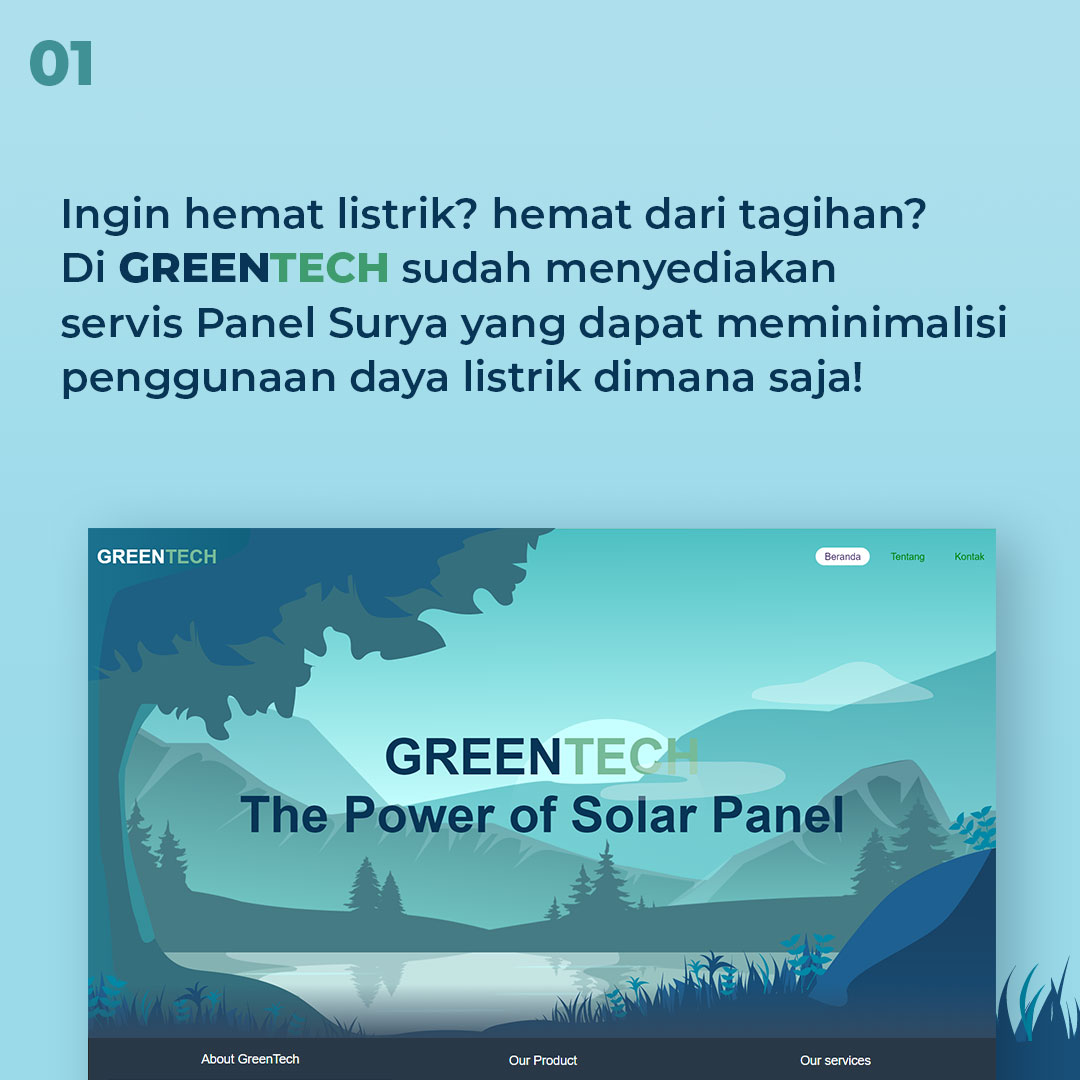 01
Ingin hemat listrik? hemat dari tagihan?
Di GREENTECH sudah menyediakan
servis Panel Surya yang dapat meminimalisi
penggunaan daya listrik dimana saja!
GREENTECH
Beranda
Tentang
Kontak
GREENTECH
The Power of Solar Panel
About GreenTech
Our Product
Our services